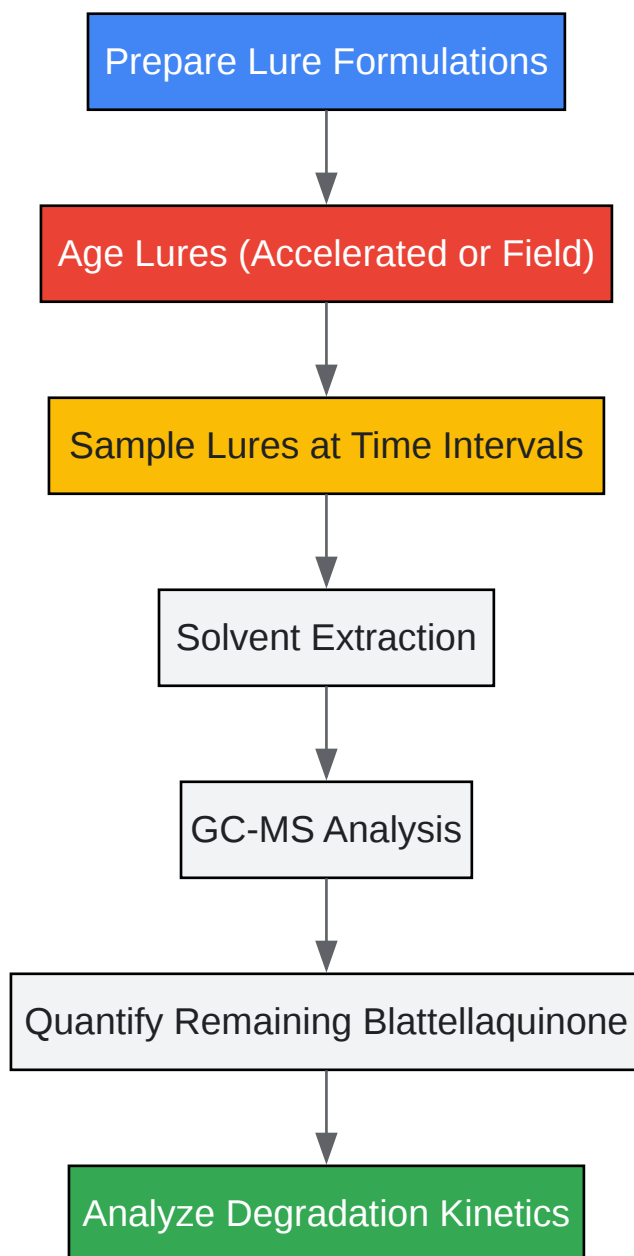 Prepare Lure Formulations
Age Lures (Accelerated or Field)
Sample Lures at Time Intervals
Solvent Extraction
GC-MS Analysis
Quantify Remaining Blattellaquinone
Analyze Degradation Kinetics